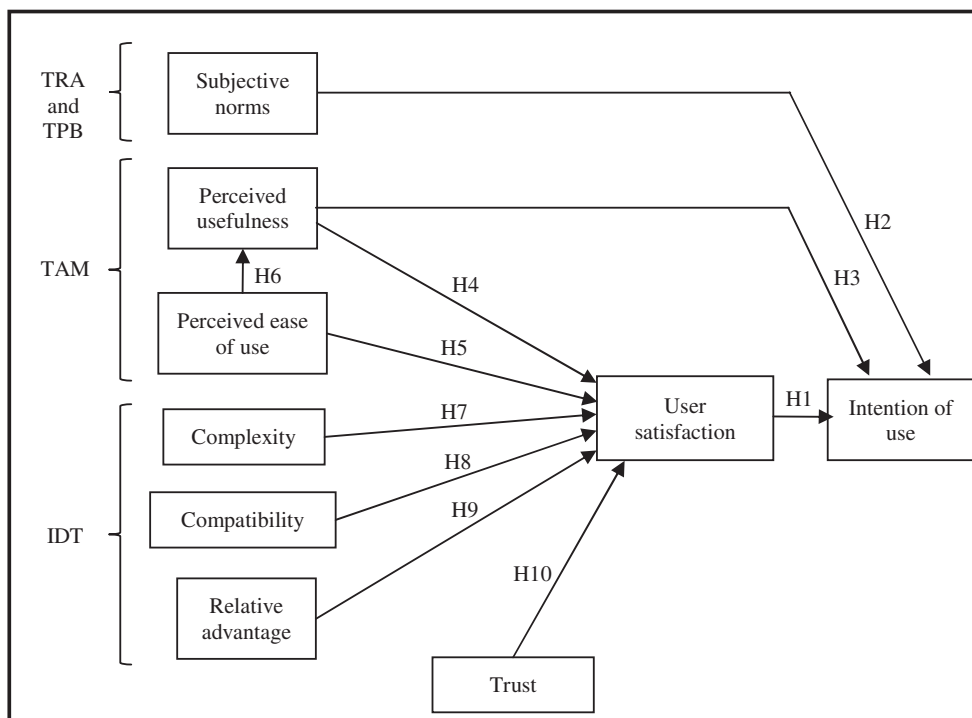 TRA
and
TPB
Subjective
norms
TAM
Perceived
usefulness
H6
Perceived ease
of use
H2
H3
H4
H5
IDT
Complexity
Compatibility
Relative
advantage
H7
H8
H9
User
satisfaction
H1
Intention of
use
H10
Trust